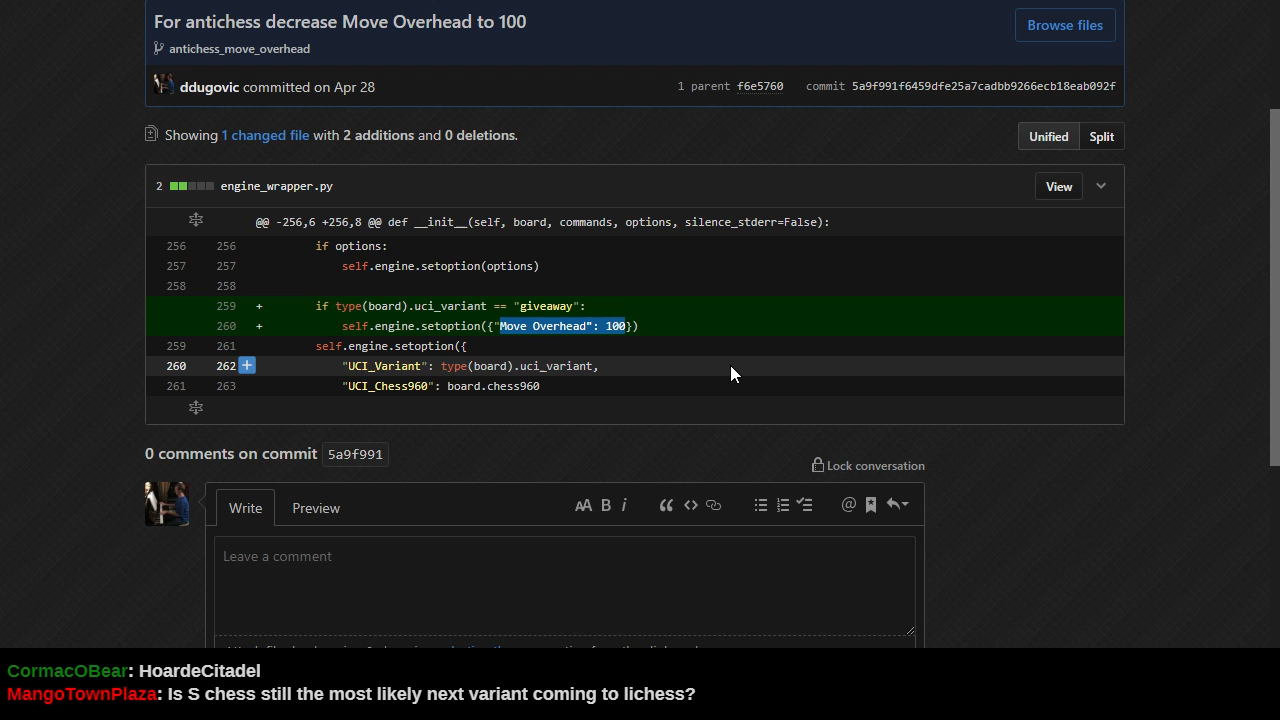 For antichess decrease Move Overhead to 100
Browse files
antichess_move_overhead
ddugovic committed on Apr 28
1 parent f6e5760 commit 5a9f991f6459dfe25a7cadbb9266ecb18eab092f
Showing 1 changed file with 2 additions and 0 deletions.
Unified Split
2 engine_wrapper.py
View
@@ -256,6 +256,8 @@ def __init__(self, board, commands, options, silence_stderr=False):
256 256 if options:
257 257 self.engine.setoption(options)
258 258
259 + if type(board).uci_variant == "giveaway":
260 + self.engine.setoption({"Move Overhead": 100})
259 261 self.engine.setoption({
260 262 + "UCI_Variant": type(board).uci_variant,
261 263 "UCI_Chess960": board.chess960
0 comments on commit 5a9f991
Lock conversation
Write Preview
AA B i
Leave a comment
CormacOBear: HoardeCitadel
MangoTownPlaza: Is S chess still the most likely next variant coming to lichess?